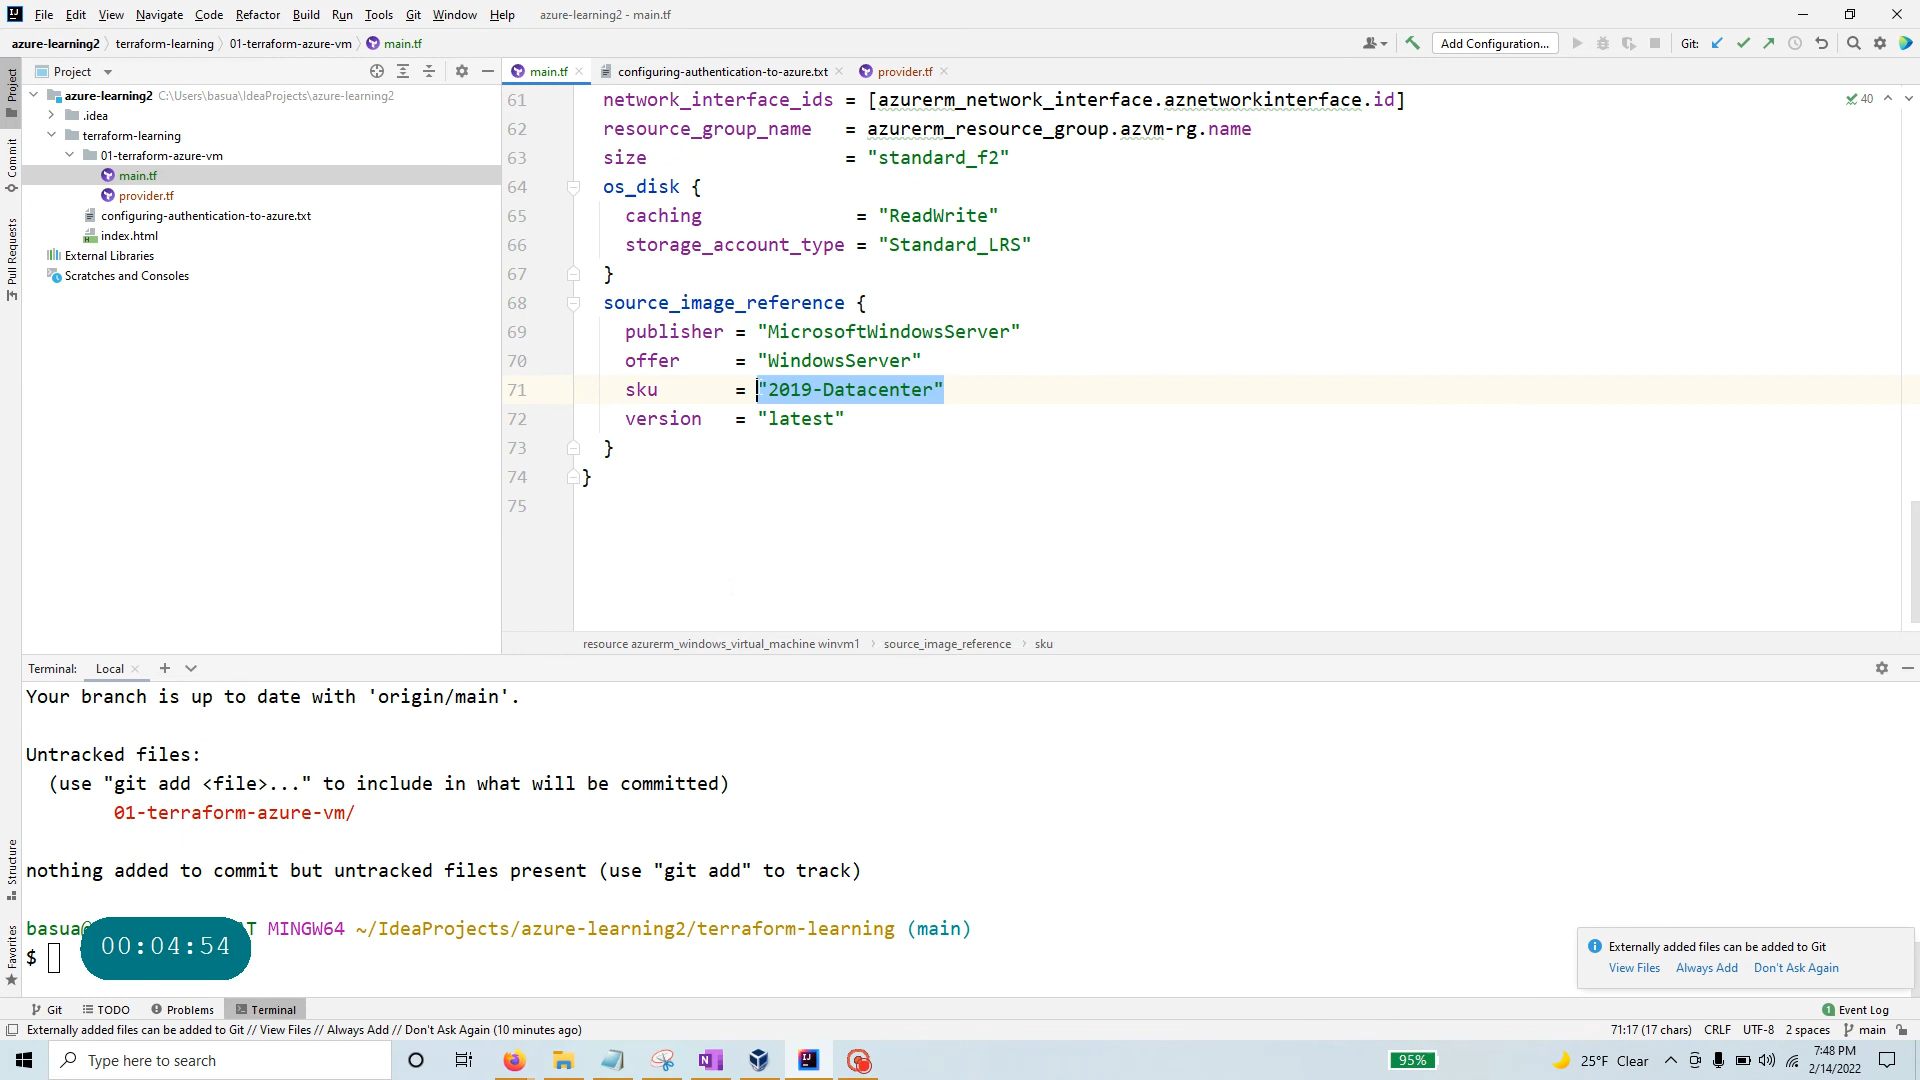 File Edit View Navigate Code Refactor Build Run Tools Git Window Help azure-learning2 - main.tf
azure-learning2 terraform-learning 01-terraform-azure-vm main.tf
Add Configuration... Git:
Project
main.tf configuring-authentication-to-azure.txt provider.tf
azure-learning2 C:\Users\basua\IdeaProjects\azure-learning2
.idea
terraform-learning
01-terraform-azure-vm
main.tf
provider.tf
configuring-authentication-to-azure.txt
index.html
External Libraries
Scratches and Consoles
Project
Commit
Pull Requests
Structure
Favorites
40
61 network_interface_ids = [azurerm_network_interface.aznetworkinterface.id]
62 resource_group_name = azurerm_resource_group.azvm-rg.name
63 size = "standard_f2"
64 os_disk {
65 caching = "ReadWrite"
66 storage_account_type = "Standard_LRS"
67 }
68 source_image_reference {
69 publisher = "MicrosoftWindowsServer"
70 offer = "WindowsServer"
71 sku = "2019-Datacenter"
72 version = "latest"
73 }
74 }
75
resource azurerm_windows_virtual_machine winvm1 source_image_reference sku
Terminal: Local
Your branch is up to date with 'origin/main'.
Untracked files:
(use "git add <file>..." to include in what will be committed)
01-terraform-azure-vm/
nothing added to commit but untracked files present (use "git add" to track)
basua@ T MINGW64 ~/IdeaProjects/azure-learning2/terraform-learning (main)
$
00:04:54
Externally added files can be added to Git
View Files Always Add Don't Ask Again
Git TODO Problems Terminal
1 Event Log
Externally added files can be added to Git // View Files // Always Add // Don't Ask Again (10 minutes ago)
71:17 (17 chars) CRLF UTF-8 2 spaces main
Type here to search
95%
25°F Clear
7:48 PM
2/14/2022